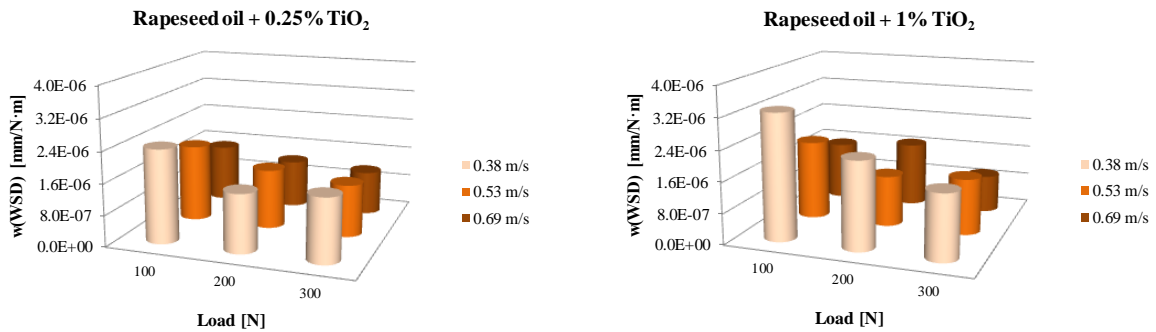 Rapeseed oil + 0.25% TiO₂
w(WSD) [mm/N·m]
4.0E-06
3.2E-06
2.4E-06
1.6E-06
8.0E-07
0.0E+00
100
200
300
Load [N]
0.38 m/s
0.53 m/s
0.69 m/s
Rapeseed oil + 1% TiO₂
w(WSD) [mm/N·m]
4.0E-06
3.2E-06
2.4E-06
1.6E-06
8.0E-07
0.0E+00
100
200
300
Load [N]
0.38 m/s
0.53 m/s
0.69 m/s